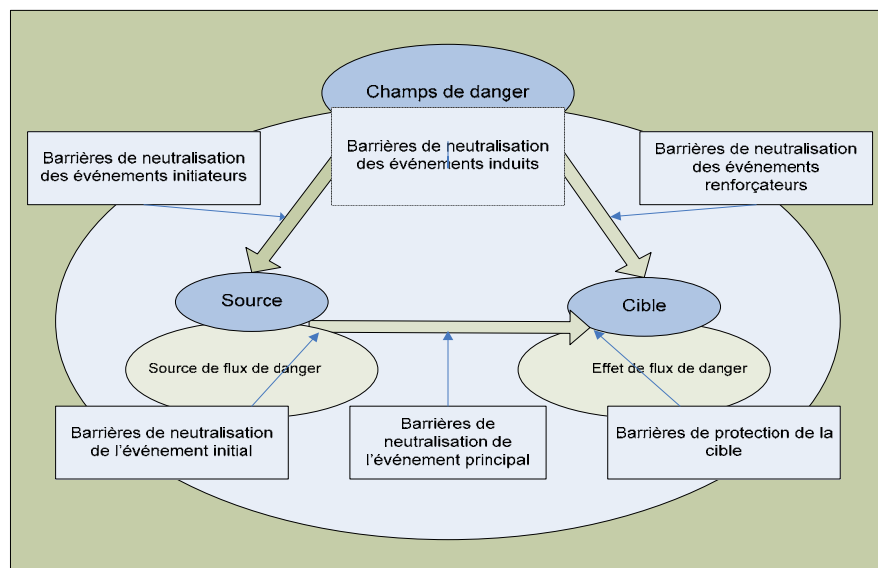 Champs de danger
Barrières de neutralisation
des événements initiateurs
Barrières de neutralisation
des événements induits
Barrières de neutralisation
des événements
renforçateurs
Source
Cible
Source de flux de danger
Effet de flux de danger
Barrières de neutralisation
de l'événement initial
Barrières de
neutralisation de
l'événement principal
Barrières de protection de la
cible